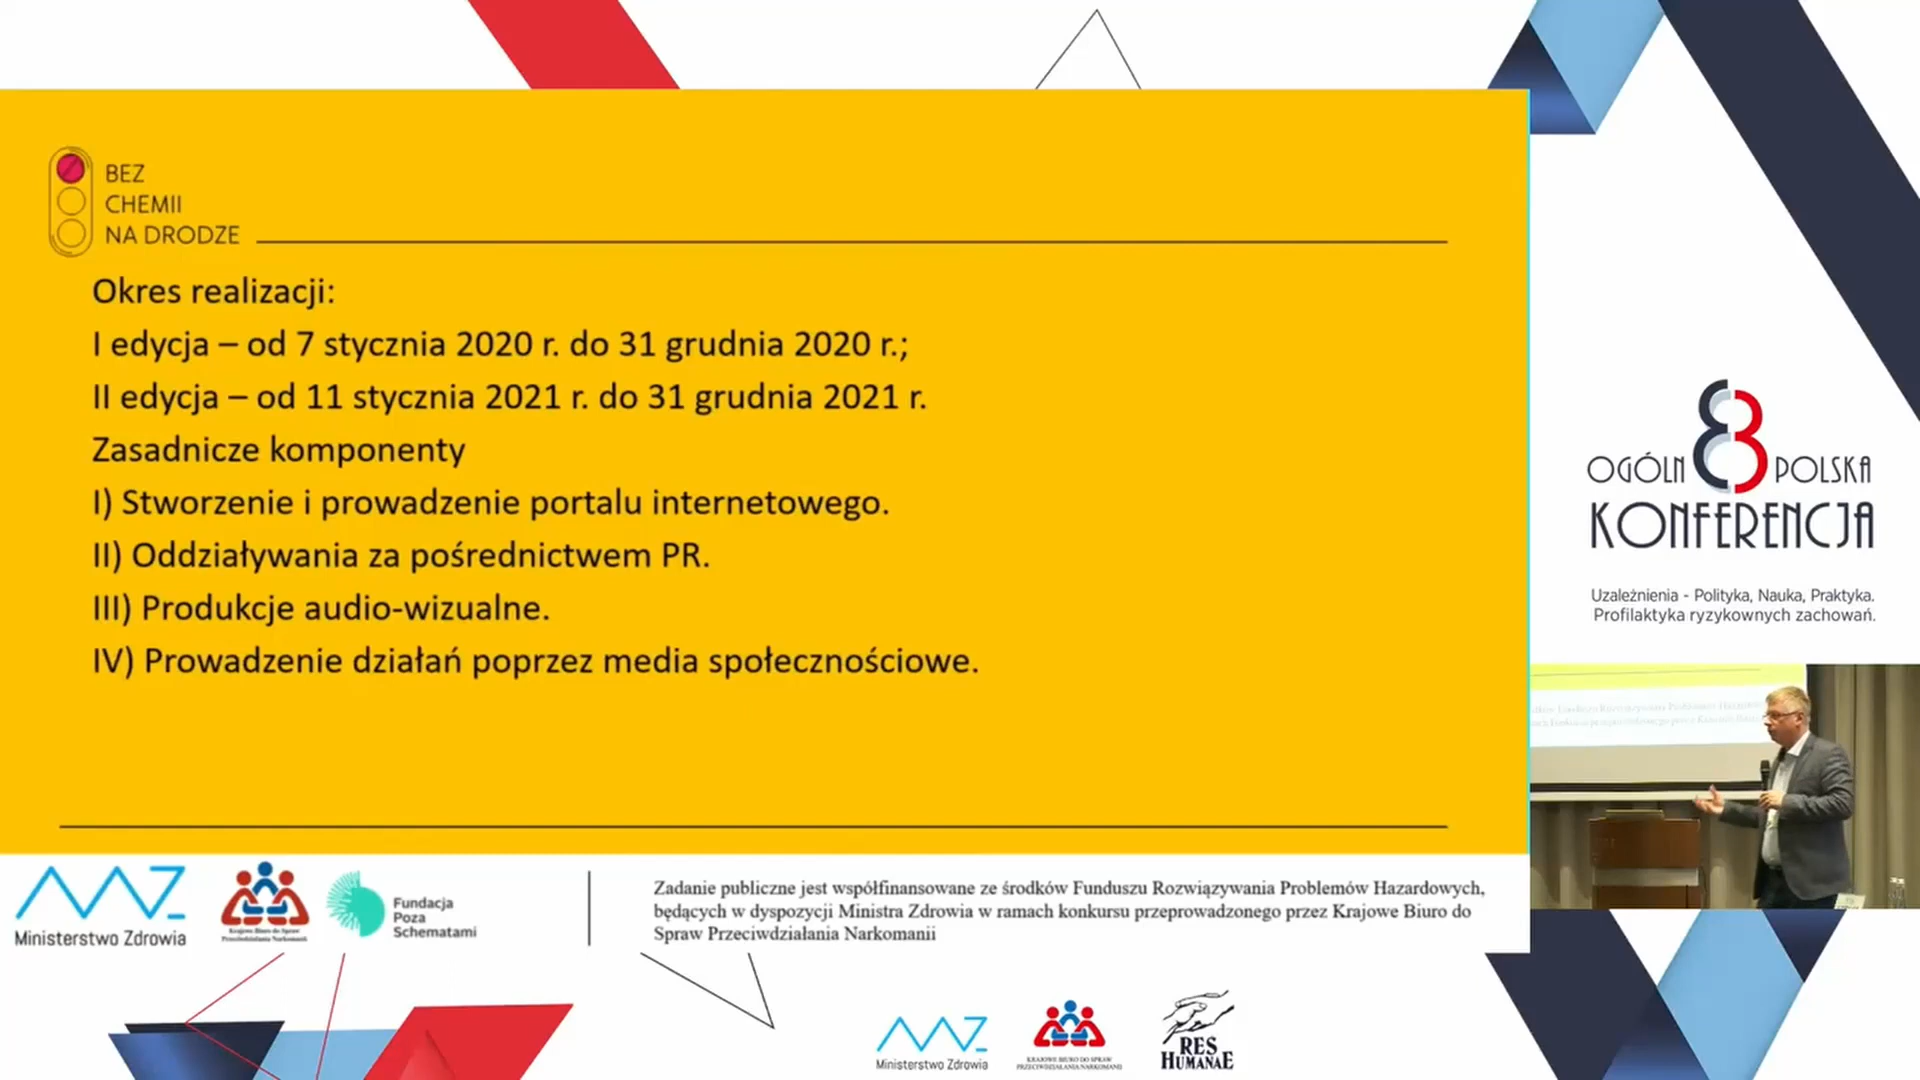 BEZ
CHEMII
NA DRODZE
Okres realizacji:
I edycja – od 7 stycznia 2020 r. do 31 grudnia 2020 r.;
II edycja – od 11 stycznia 2021 r. do 31 grudnia 2021 r.
Zasadnicze komponenty
I) Stworzenie i prowadzenie portalu internetowego.
II) Oddziaływania za pośrednictwem PR.
III) Produkcje audio-wizualne.
IV) Prowadzenie działań poprzez media społecznościowe.
Ministerstwo Zdrowia
Krajowe Biuro do Spraw
Przeciwdziałania Narkomanii
Fundacja
Poza
Schematami
Zadanie publiczne jest współfinansowane ze środków Funduszu Rozwiązywania Problemów Hazardowych,
będących w dyspozycji Ministra Zdrowia w ramach konkursu przeprowadzonego przez Krajowe Biuro do
Spraw Przeciwdziałania Narkomanii
OGÓLN8POLSKA
KONFERENCJA
Uzależnienia - Polityka, Nauka, Praktyka.
Profilaktyka ryzykownych zachowań.
Ministerstwo Zdrowia
KRAJOWE BIURO DO SPRAW
PRZECIWDZIAŁANIA NARKOMANII
RES
HUMANAE